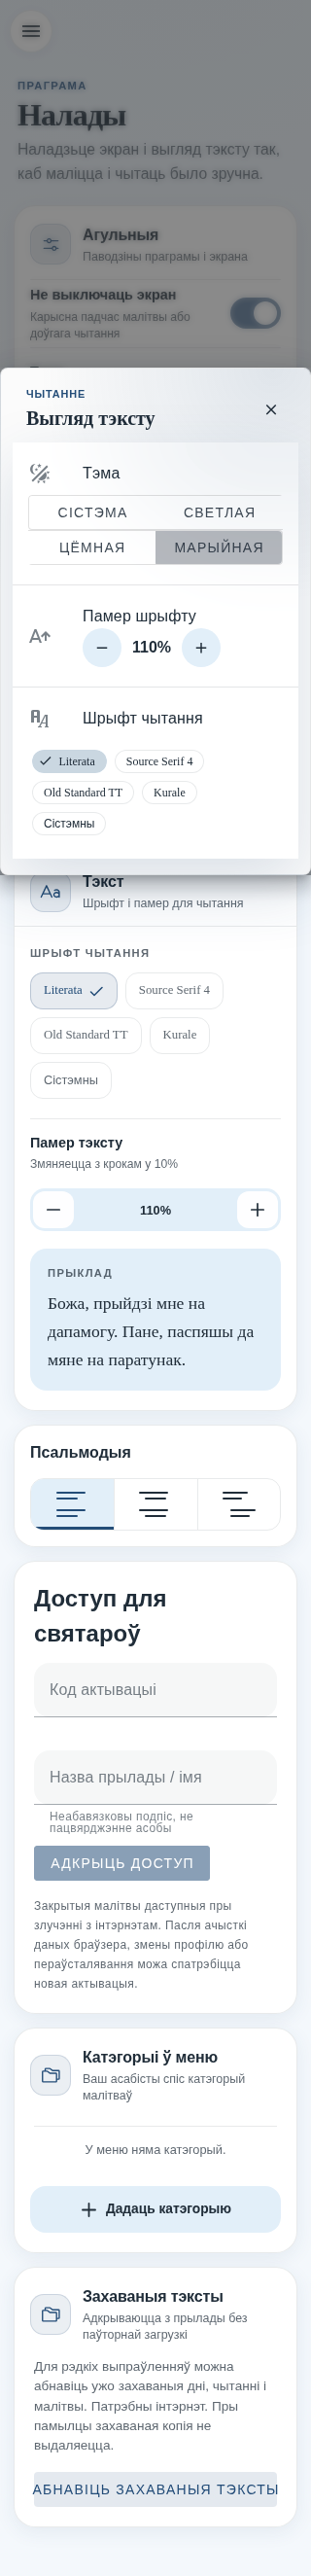 ПРАГРАМА
Налады
Наладзьце экран і выгляд тэксту так,
каб маліцца і чытаць было зручна.
Агульныя
Паводзіны праграмы і экрана
Не выключаць экран
Карысна падчас малітвы або
доўгага чытання
ЧЫТАННЕ
Выгляд тэксту
Тэма
СІСТЭМА СВЕТЛАЯ
ЦЁМНАЯ МАРЫЙНАЯ
Памер шрыфту
110%
Шрыфт чытання
Literata Source Serif 4
Old Standard TT Kurale
Сістэмны
Тэкст
Шрыфт і памер для чытання
ШРЫФТ ЧЫТАННЯ
Literata Source Serif 4
Old Standard TT Kurale
Сістэмны
Памер тэксту
Змяняецца з крокам у 10%
110%
ПРЫКЛАД
Божа, прыйдзі мне на
дапамогу. Пане, паспяшы да
мяне на паратунак.
Псальмодыя
Доступ для
святароў
Код актывацыі
Назва прылады / імя
Неабавязковы подпіс, не
пацвярджэнне асобы
АДКРЫЦЬ ДОСТУП
Закрытыя малітвы даступныя пры
злучэнні з інтэрнэтам. Пасля ачысткі
даных браўзера, змены профілю або
пераўсталявання можа спатрэбіцца
новая актывацыя.
Катэгорыі ў меню
Ваш асабісты спіс катэгорый
малітваў
У меню няма катэгорый.
Дадаць катэгорыю
Захаваныя тэксты
Адкрываюцца з прылады без
паўторнай загрузкі
Для рэдкіх выпраўленняў можна
абнавіць ужо захаваныя дні, чытанні і
малітвы. Патрэбны інтэрнэт. Пры
памылцы захаваная копія не
выдаляецца.
АБНАВІЦЬ ЗАХАВАНЫЯ ТЭКСТЫ